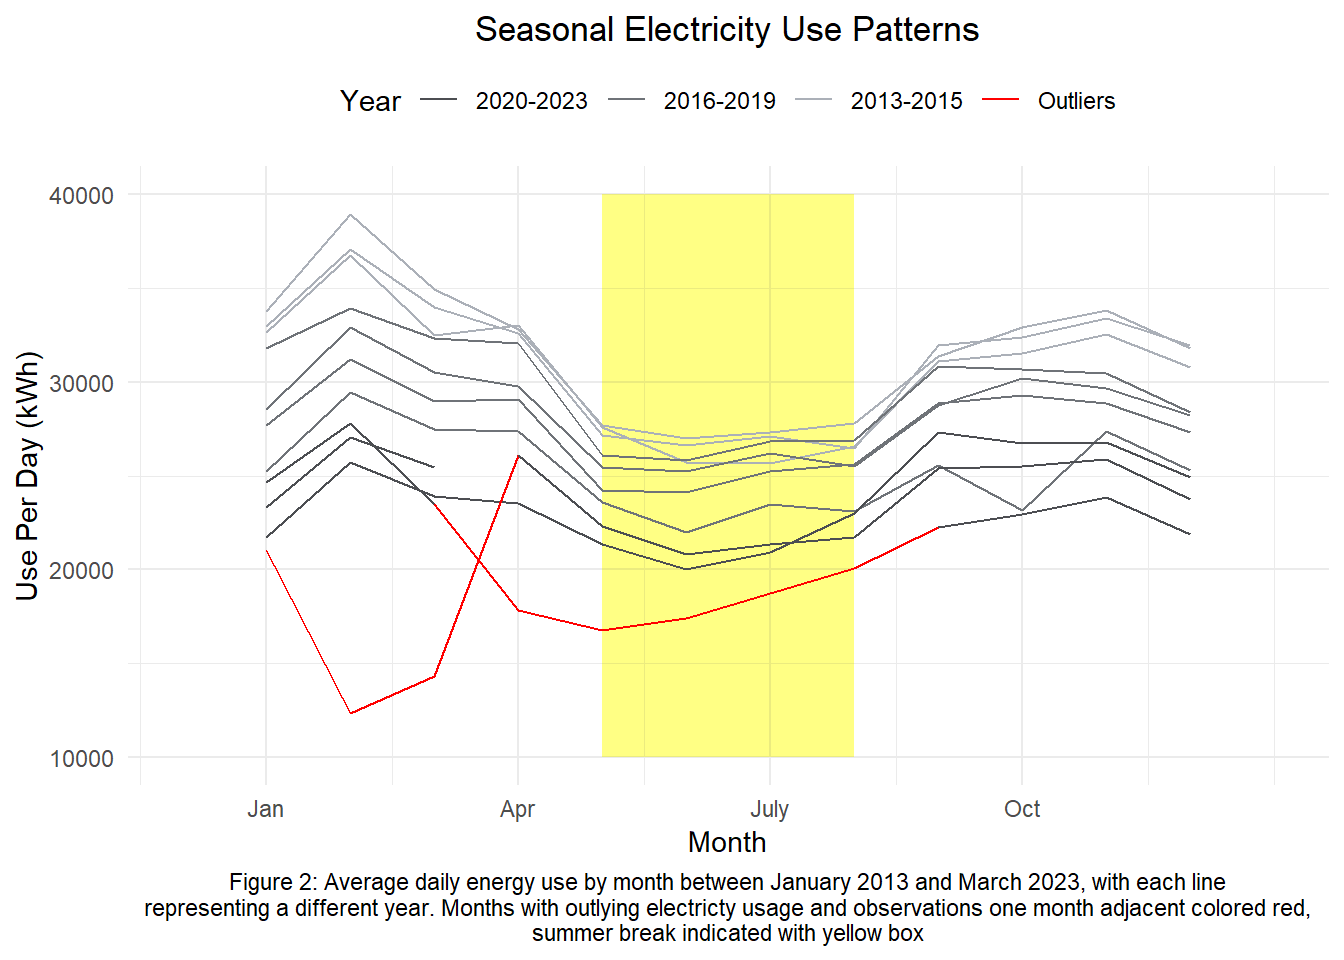 Seasonal Electricity Use Patterns
Year 2020-2023 2016-2019 2013-2015 Outliers
Use Per Day (kWh)
40000
30000
20000
10000
Jan Apr July Oct
Month
Figure 2: Average daily energy use by month between January 2013 and March 2023, with each line
representing a different year. Months with outlying electricty usage and observations one month adjacent colored red,
summer break indicated with yellow box